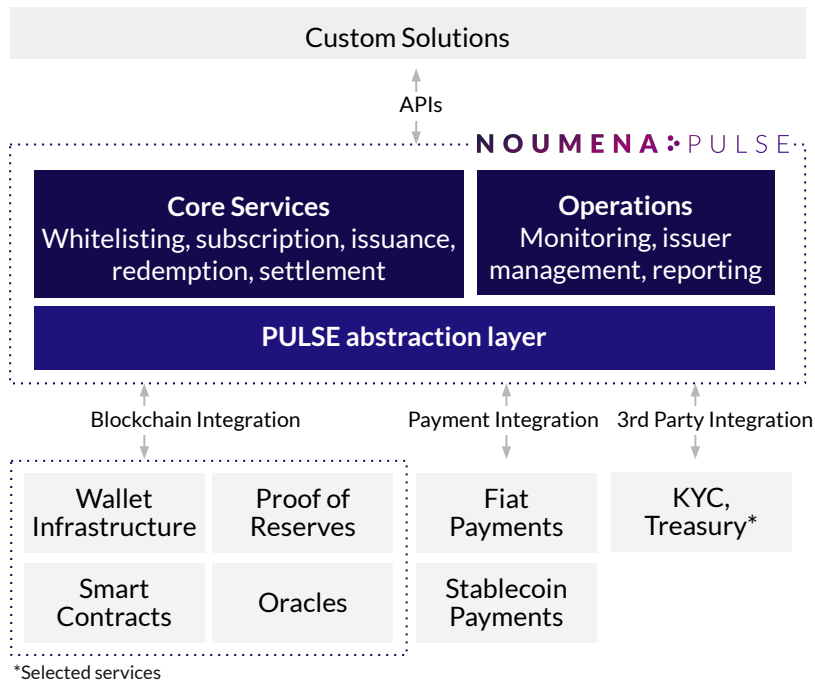 Custom Solutions
APIs
NOUMENA:PULSE
Core Services
Whitelisting, subscription, issuance,
redemption, settlement
Operations
Monitoring, issuer
management, reporting
PULSE abstraction layer
Blockchain Integration
Payment Integration
3rd Party Integration
Wallet
Infrastructure
Proof of
Reserves
Fiat
Payments
KYC,
Treasury*
Smart
Contracts
Oracles
Stablecoin
Payments
*Selected services